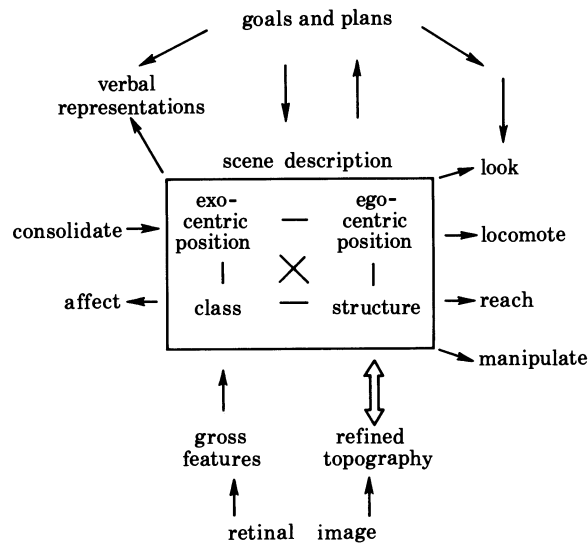 goals and plans
verbal
representations
scene description
look
exo-
centric
position
ego-
centric
position
consolidate
locomote
affect
class
structure
reach
manipulate
gross
features
refined
topography
retinal image